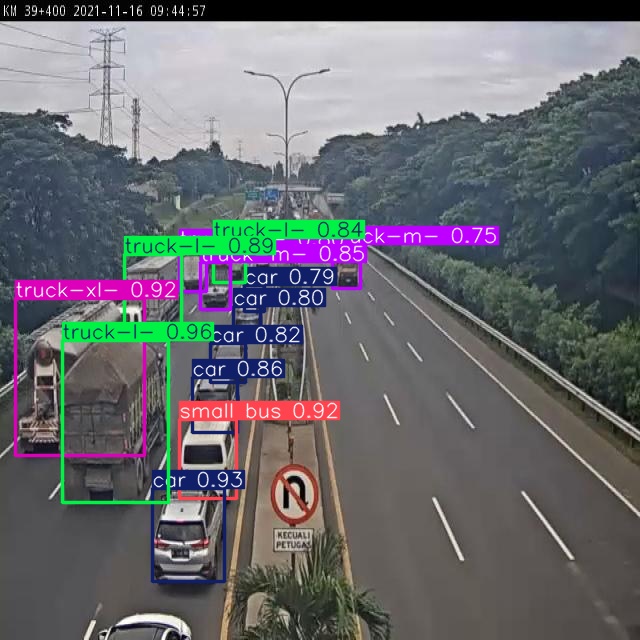 KM 39+400 2021-11-16 09:44:57
truck-l- 0.84
truck-m- 0.75
truck-l- 0.89
truck-m- 0.85
car 0.79
truck-xl- 0.92
car 0.80
truck-l- 0.96
car 0.82
car 0.86
small bus 0.92
car 0.93
KECUALI
PETUGAS